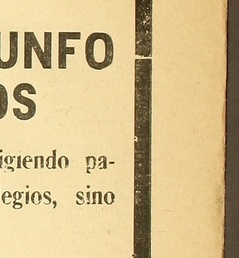 UNFO
OS
igiendo pa-
egios, sino